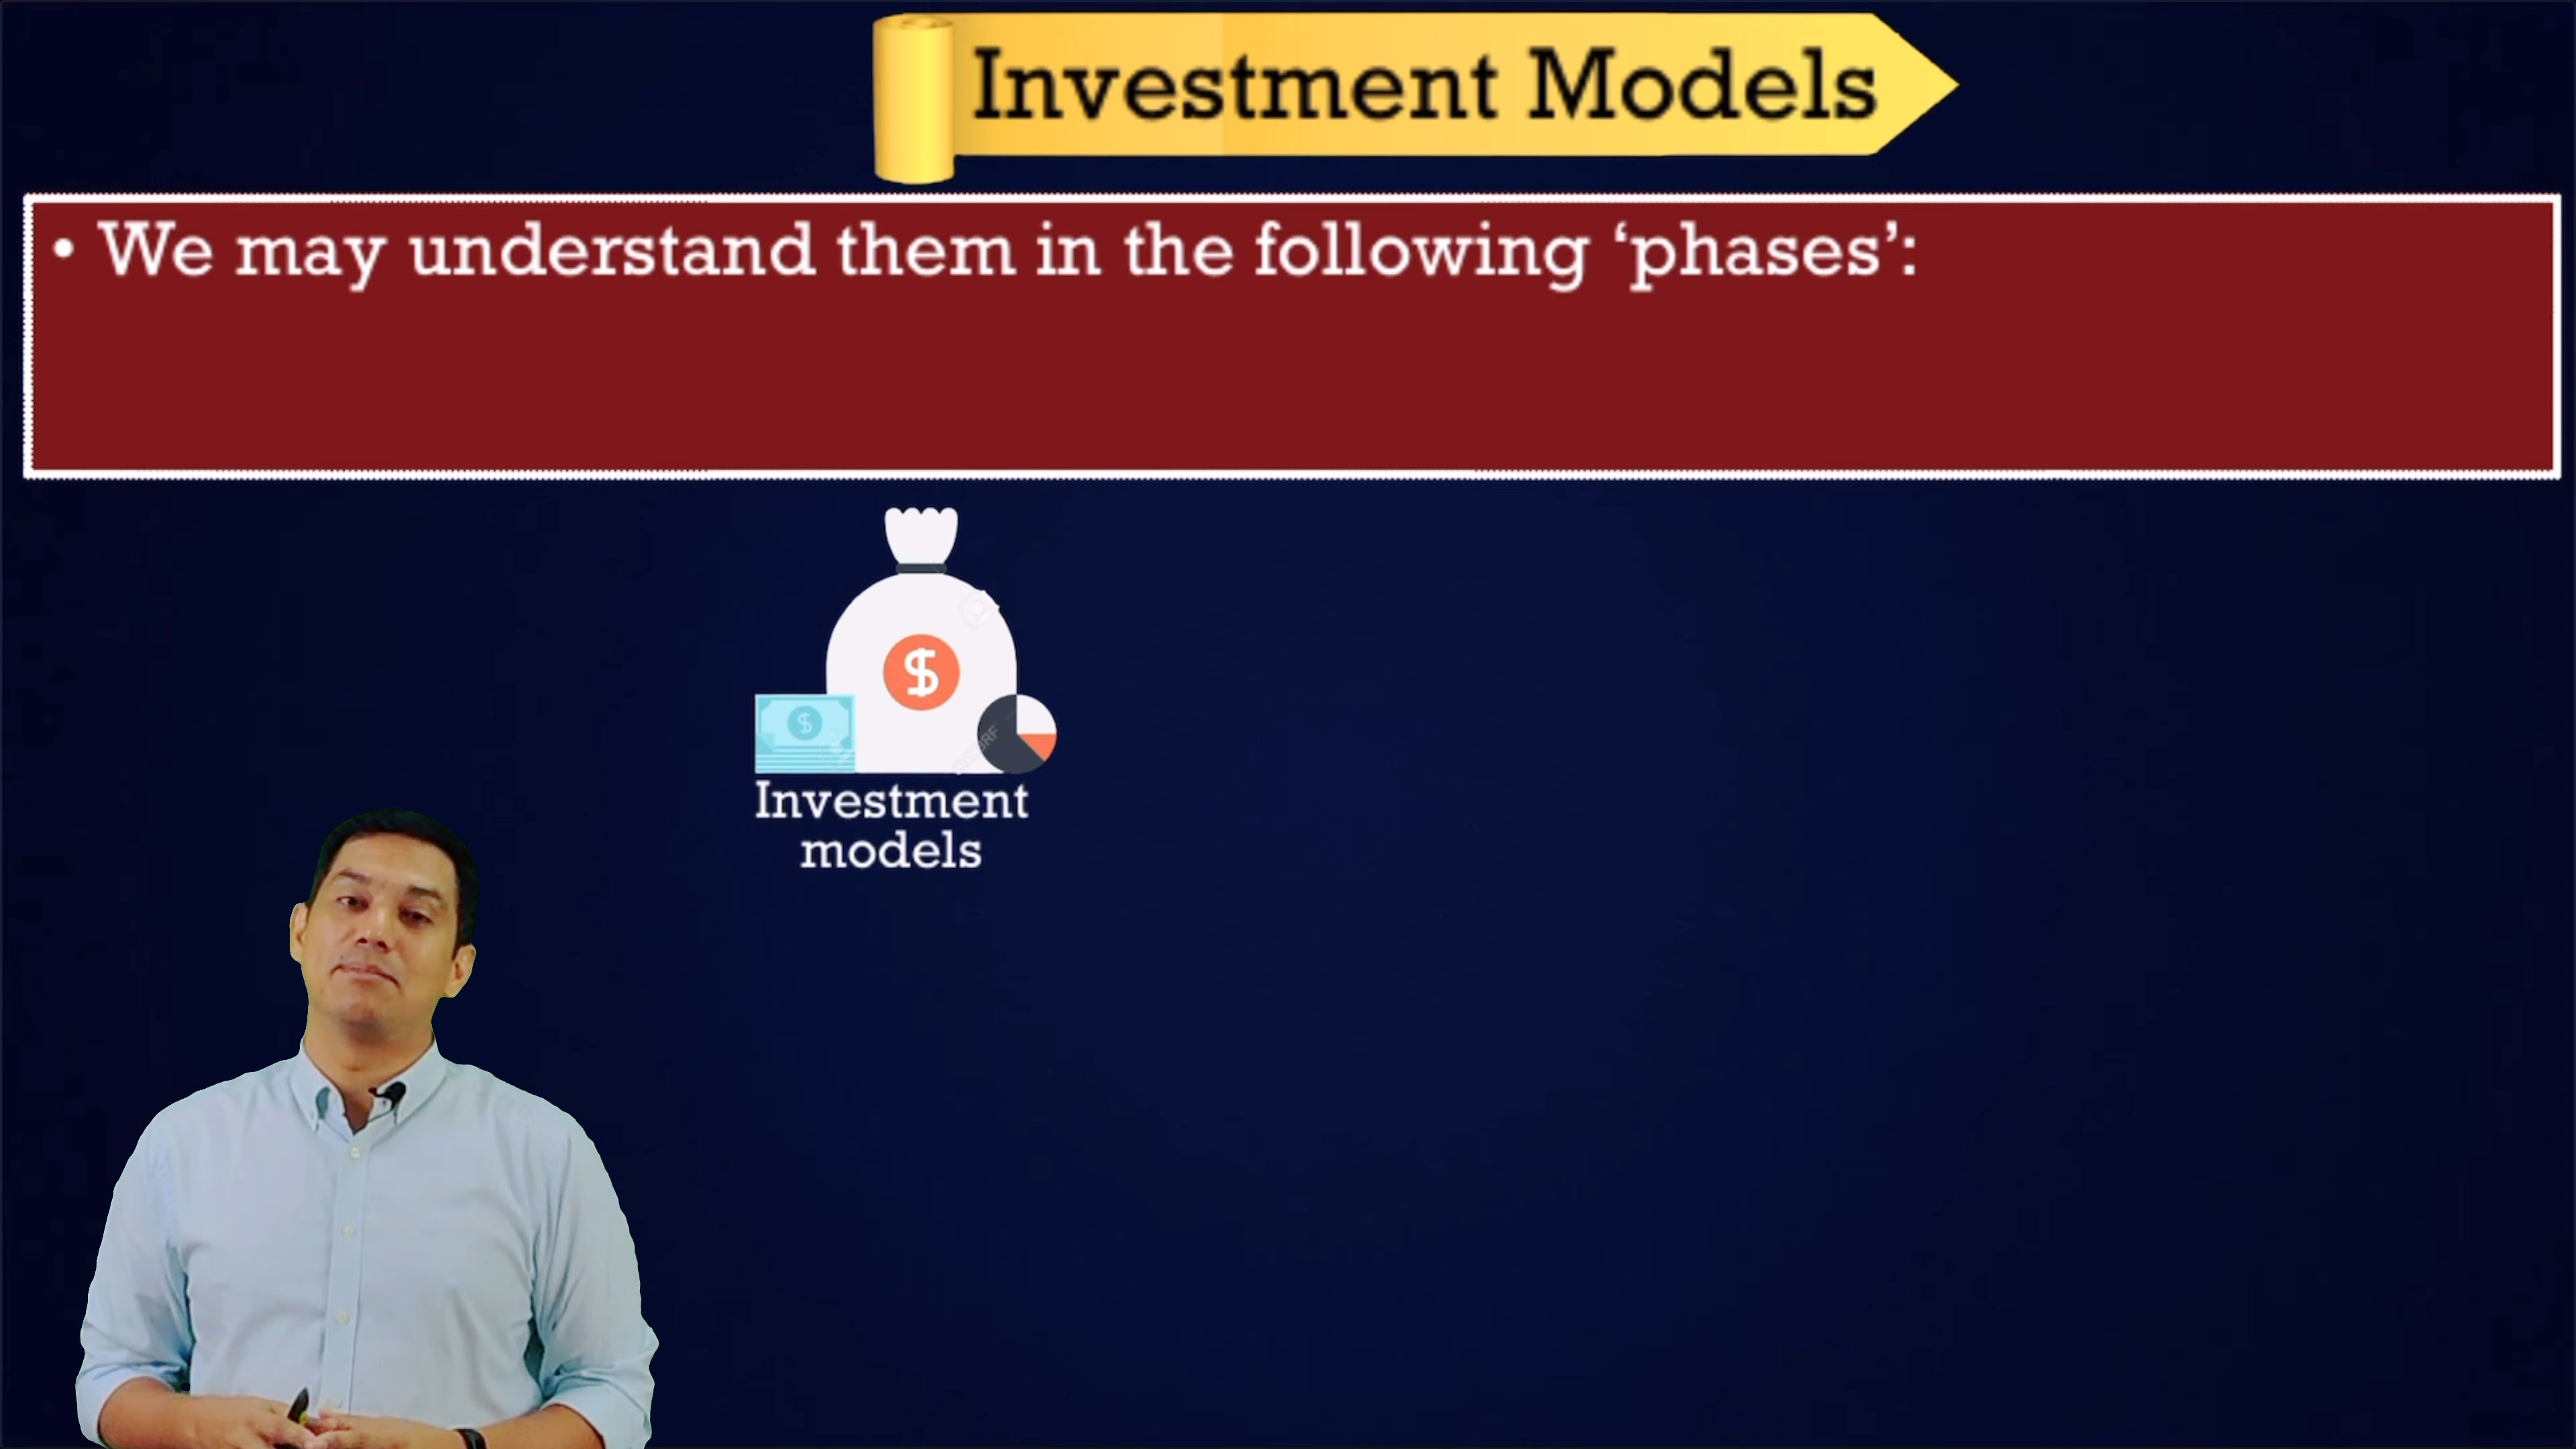 Investment Models
• We may understand them in the following ‘phases’:
$
$
Investment
models